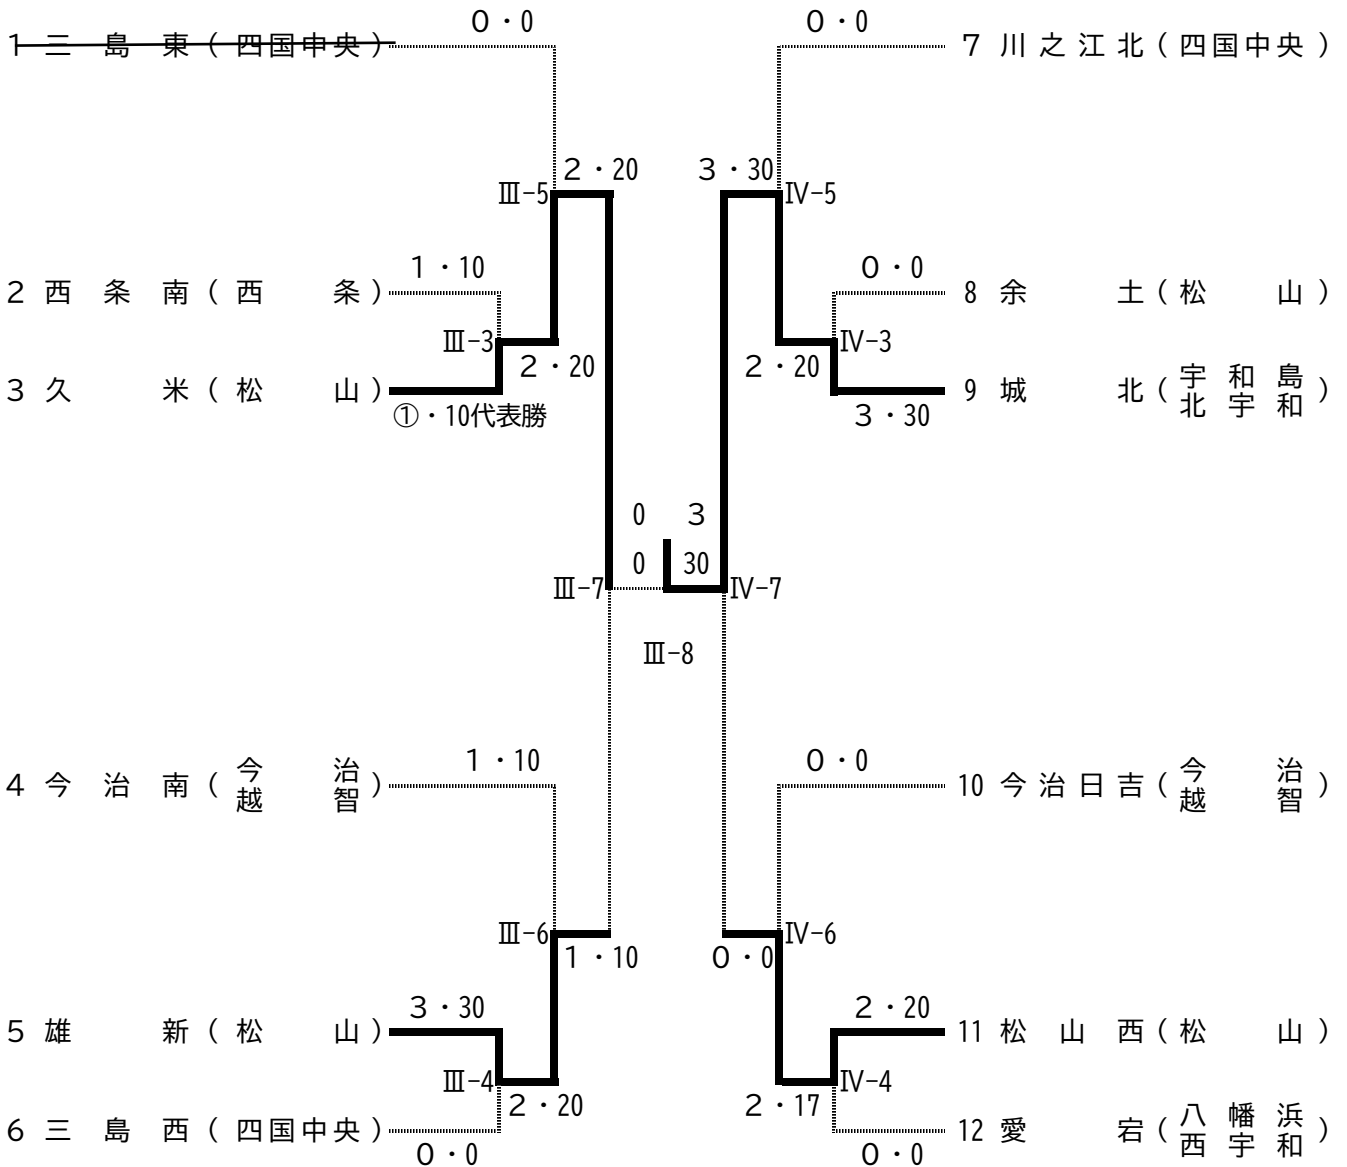 0・0
0・0
1 三島東（四国中央）
7 川之江北（四国中央）
2・20
3・30
Ⅲ-5
Ⅳ-5
1・10
0・0
2 西条南（西条）
8 余土（松山）
Ⅲ-3
Ⅳ-3
2・20
2・20
3 久米（松山）
9 城北（宇和島
北宇和）
①・10代表勝
3・30
0 3
0 30
Ⅲ-7
Ⅳ-7
Ⅲ-8
1・10
0・0
4 今治南（今治
越智）
10 今治日吉（今治
越智）
Ⅲ-6
Ⅳ-6
1・10
0・0
3・30
2・20
5 雄新（松山）
11 松山西（松山）
Ⅲ-4
Ⅳ-4
2・20
2・17
6 三島西（四国中央）
12 愛宕（八幡浜
西宇和）
0・0
0・0